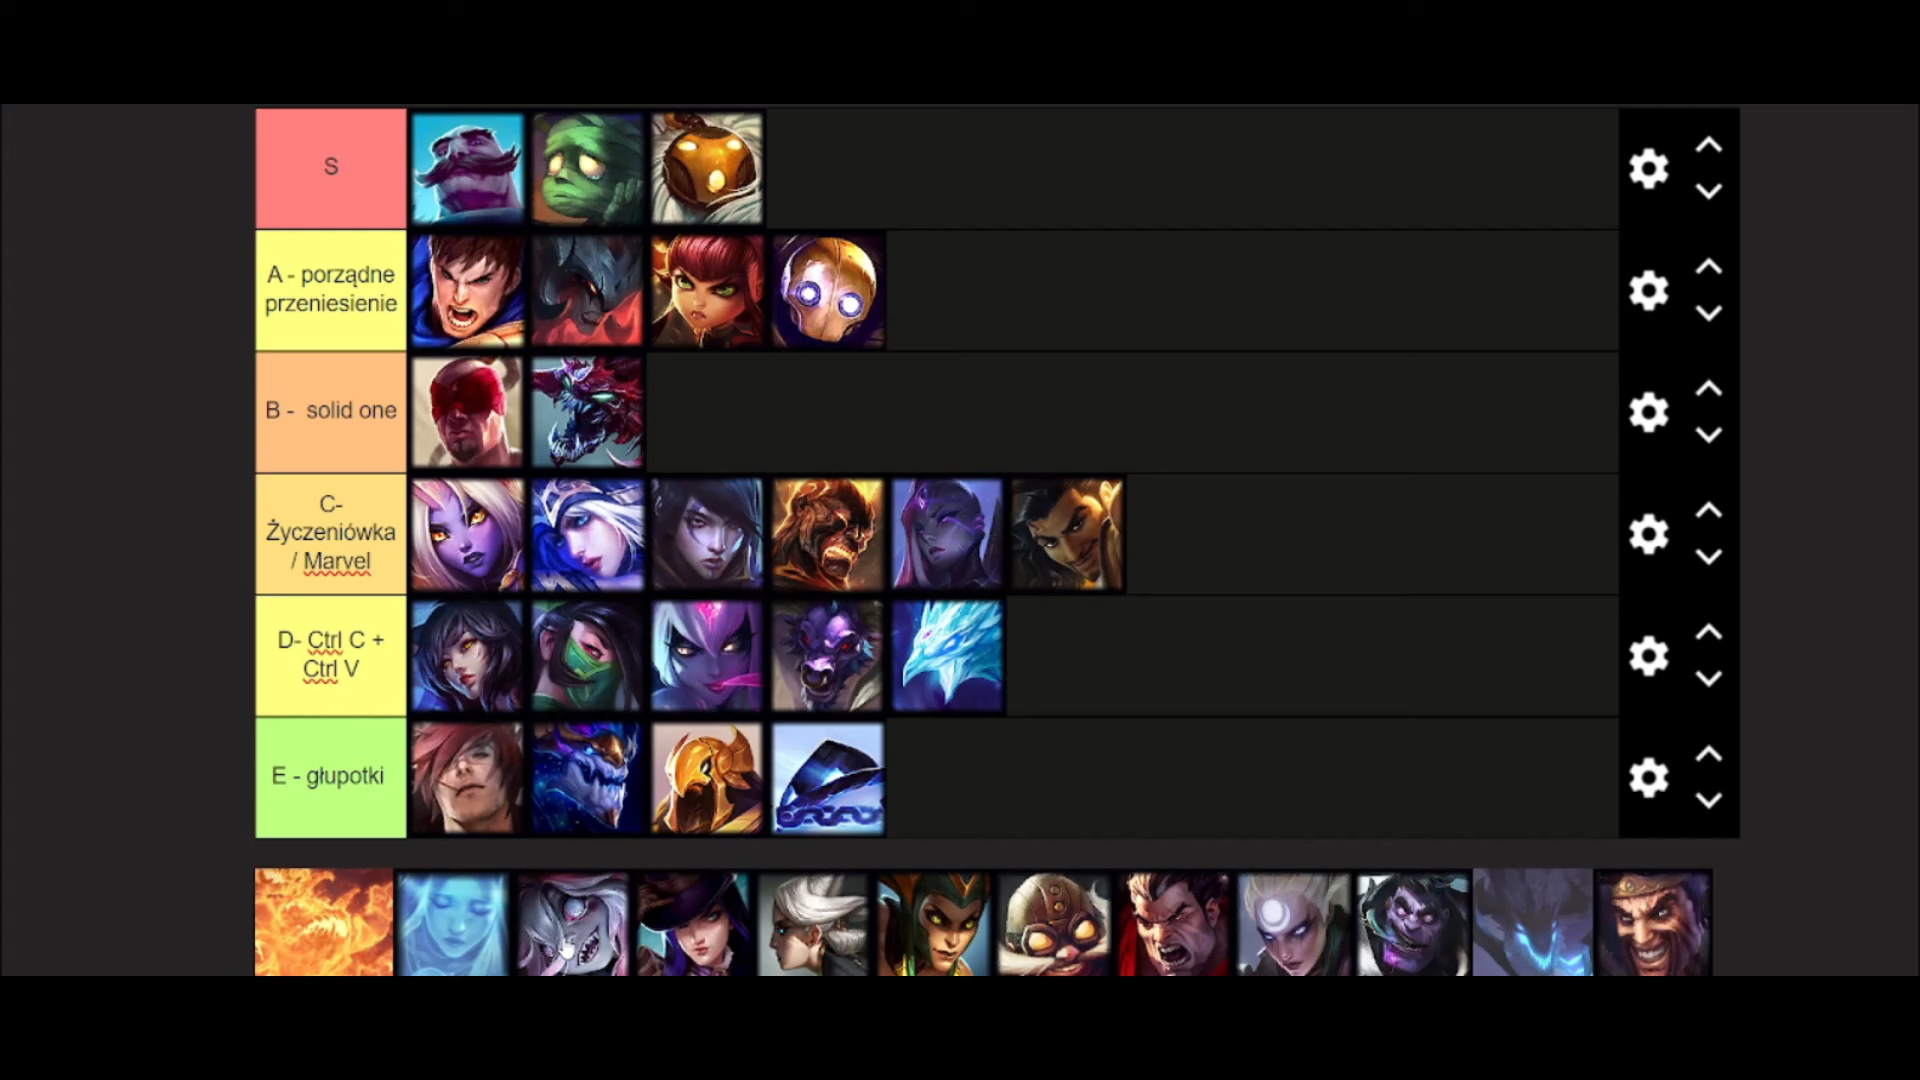 S
A - porządne
przeniesienie
B -  solid one
C-
Życzeniówka
/ Marvel
D- Ctrl C +
Ctrl V
E - głupotki